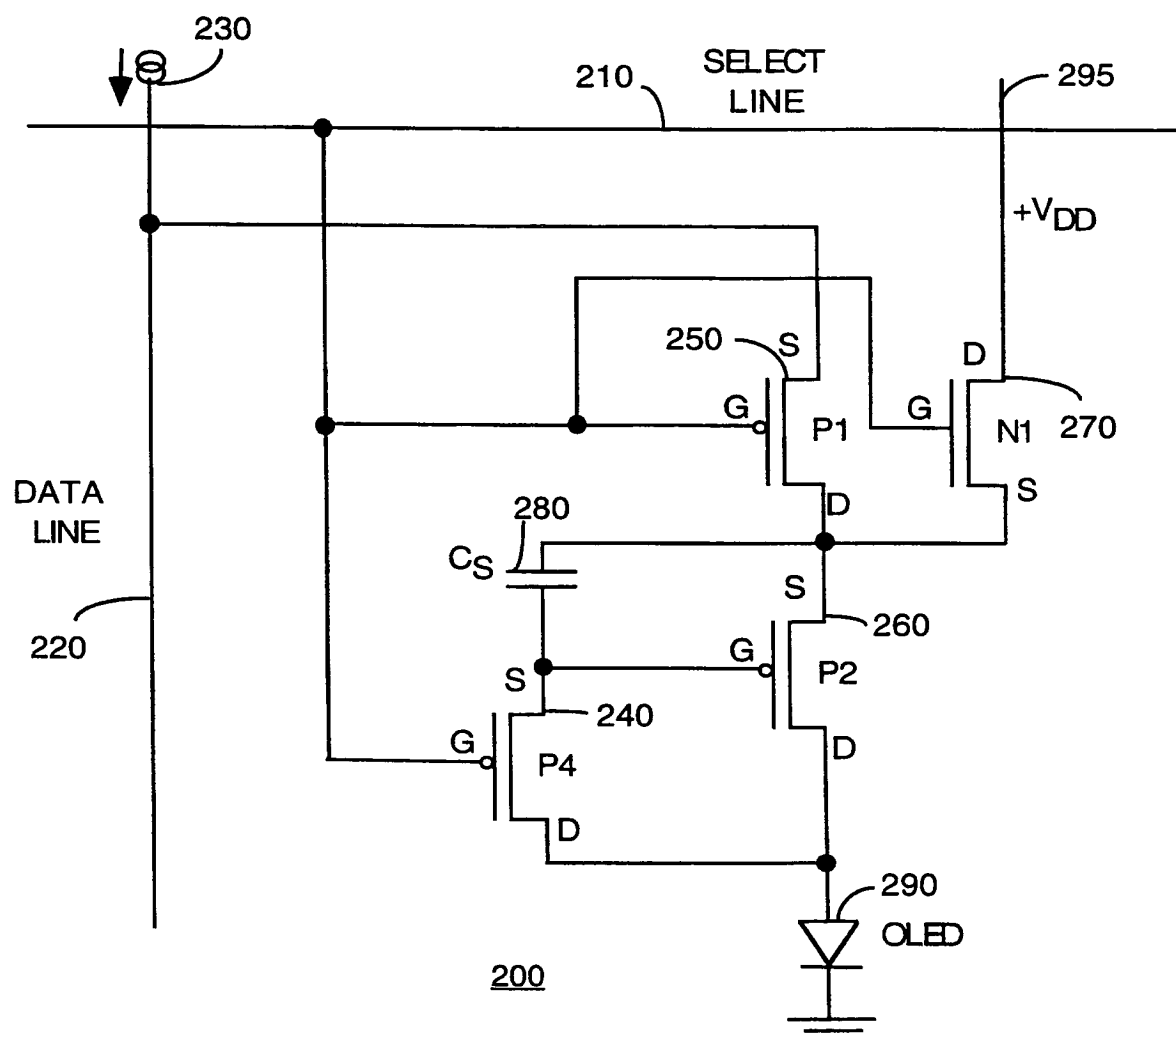 230
SELECT
LINE
210
295
+VDD
250
S
D
G
P1
G
N1
270
D
S
DATA
LINE
280
CS
S
260
220
G
P2
S
240
G
P4
D
D
290
OLED
200